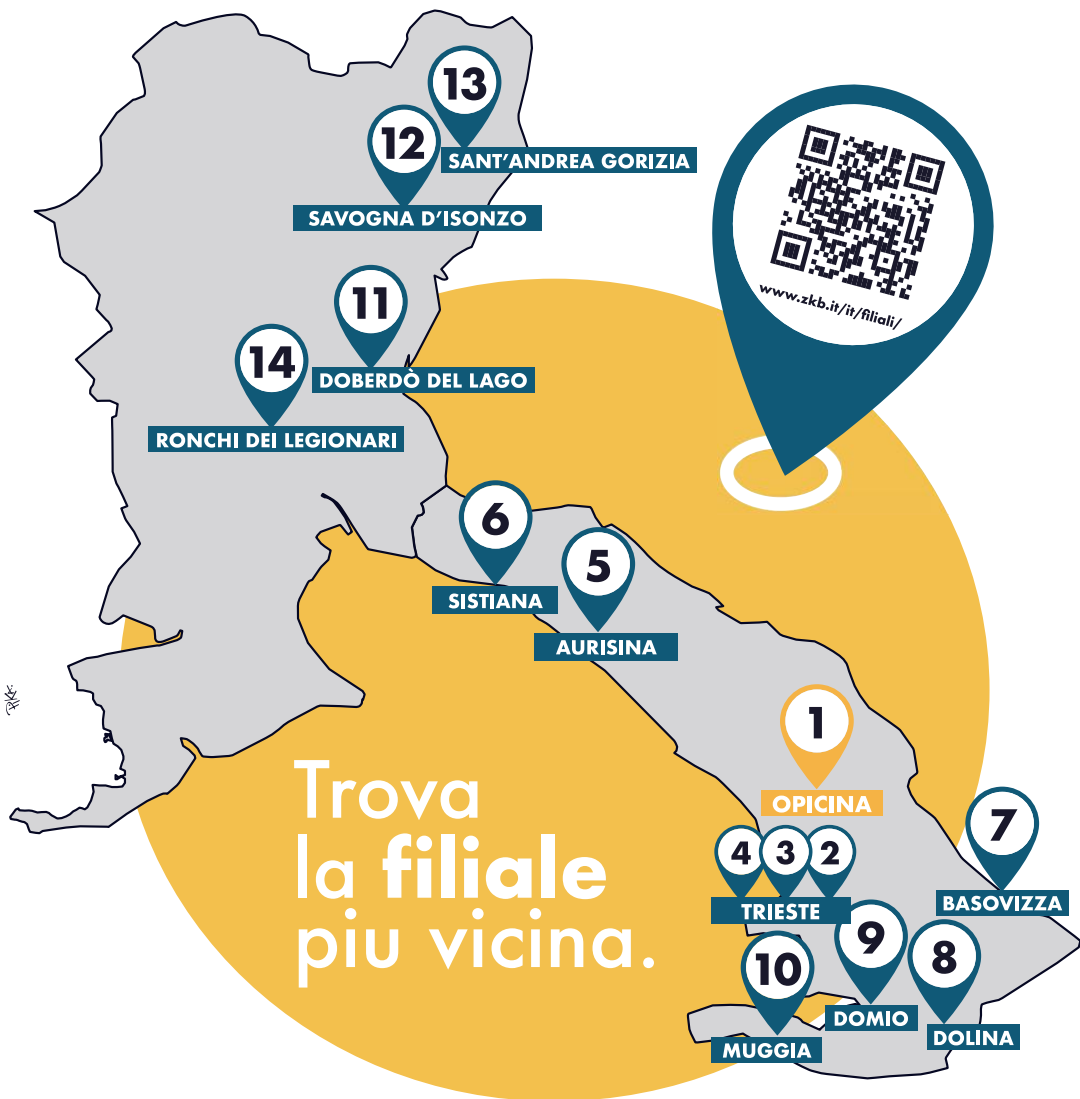 13
12
SANT'ANDREA GORIZIA
SAVOGNA D'ISONZO
11
14
DOBERDÒ DEL LAGO
RONCHI DEI LEGIONARI
www.zkb.it/it/filiali/
6
5
SISTIANA
AURISINA
1
OPICINA
Trova
la filiale
piu vicina.
4 3 2
TRIESTE
7
BASOVIZZA
10
9
8
MUGGIA
DOMIO
DOLINA